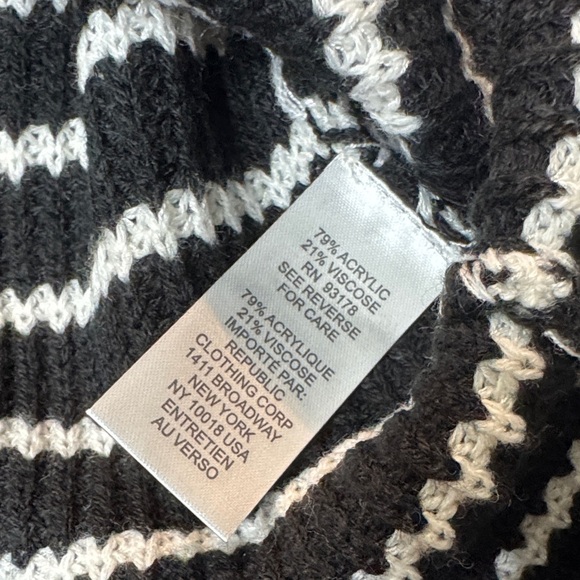 79% ACRYLIC
21% VISCOSE
RN 93178
SEE REVERSE
FOR CARE
79% ACRYLIQUE
21% VISCOSE
IMPORTÉ PAR:
REPUBLIC
CLOTHING CORP
1411 BROADWAY
NEW YORK
NY 10018 USA
ENTRETIEN
AU VERSO